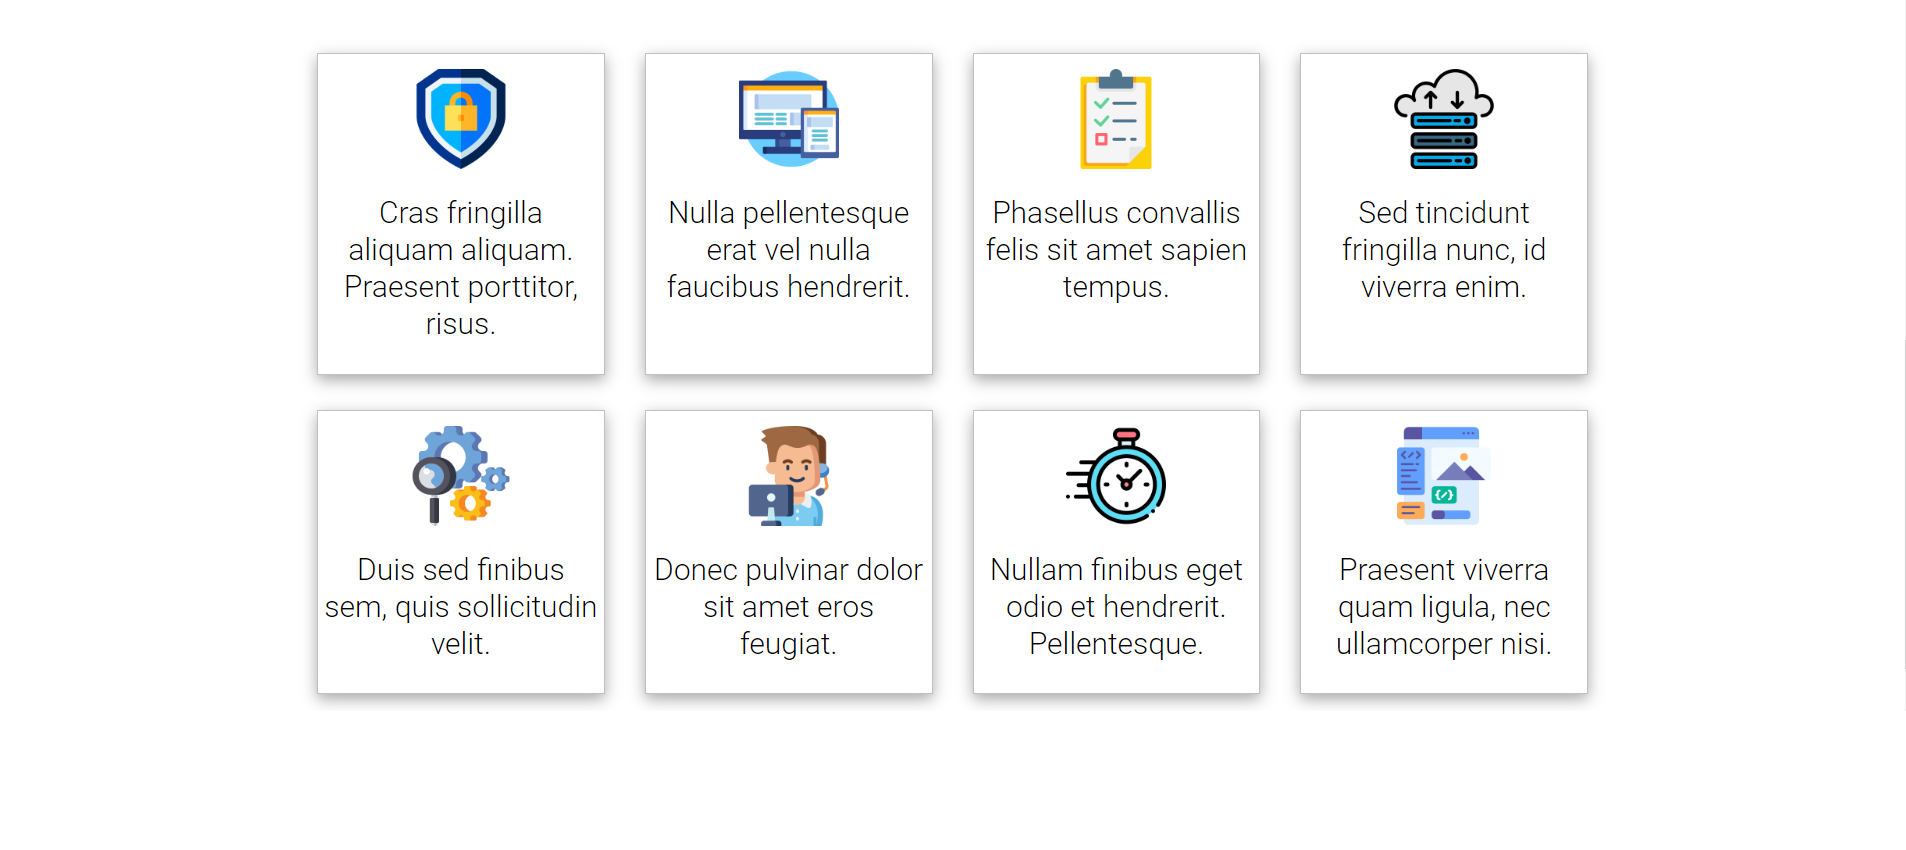 Cras fringilla
aliquam aliquam.
Praesent porttitor,
risus.
Nulla pellentesque
erat vel nulla
faucibus hendrerit.
Phasellus convallis
felis sit amet sapien
tempus.
Sed tincidunt
fringilla nunc, id
viverra enim.
Duis sed finibus
sem, quis sollicitudin
velit.
Donec pulvinar dolor
sit amet eros
feugiat.
Nullam finibus eget
odio et hendrerit.
Pellentesque.
Praesent viverra
quam ligula, nec
ullamcorper nisi.